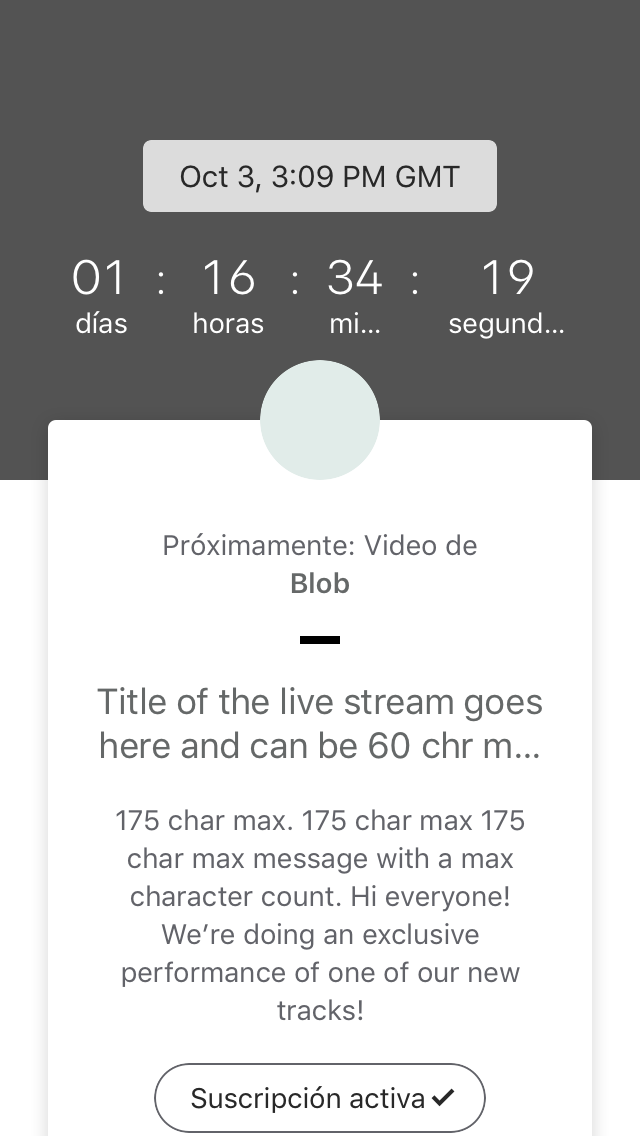 Oct 3, 3:09 PM GMT
01 : 16 : 34 : 19
días horas mi... segund...
Próximamente: Video de
Blob
Title of the live stream goes
here and can be 60 chr m...
175 char max. 175 char max 175
char max message with a max
character count. Hi everyone!
We’re doing an exclusive
performance of one of our new
tracks!
Suscripción activa ✓